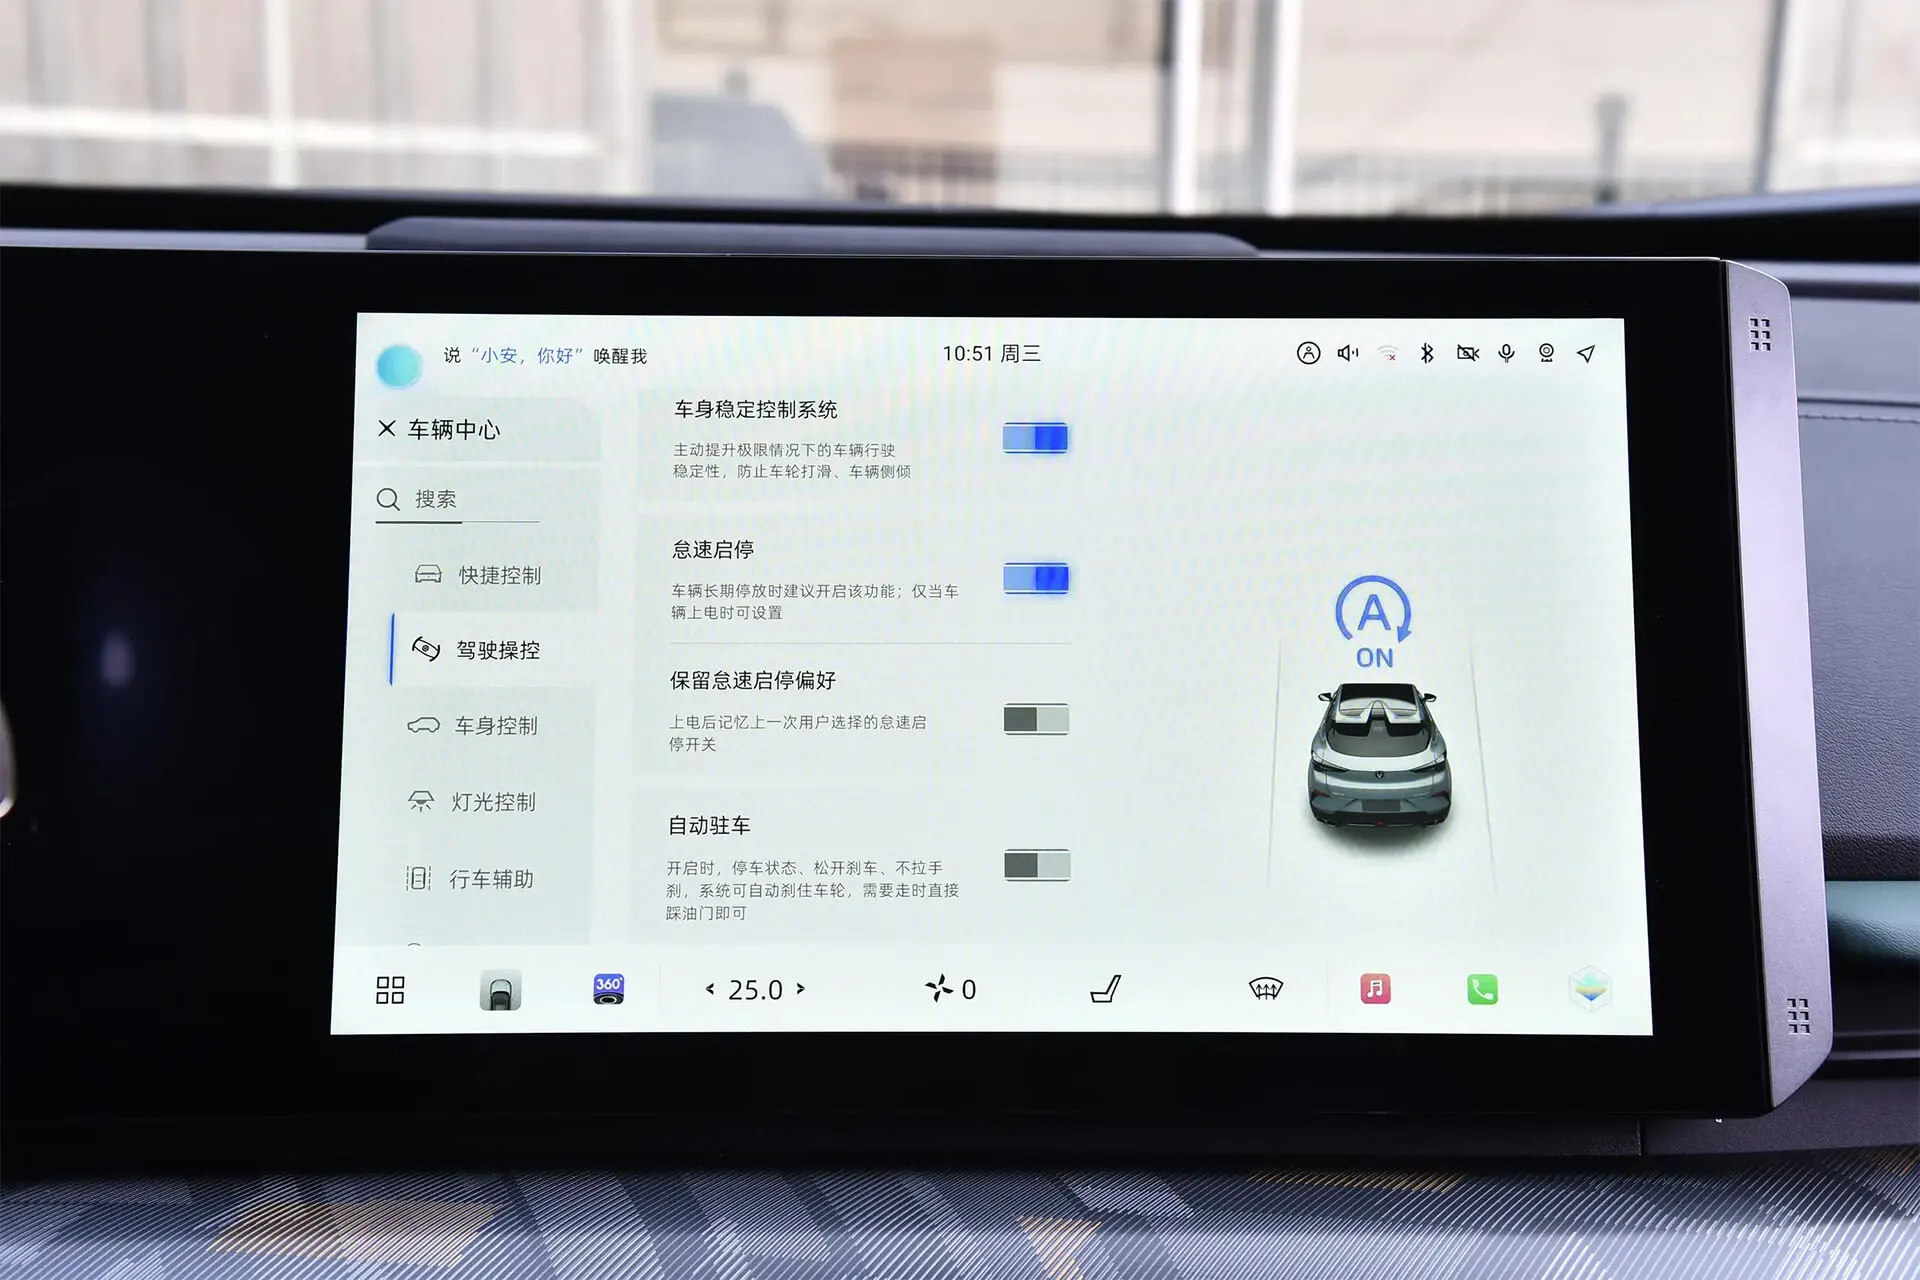 说 “小安，你好” 唤醒我
10:51 周三
车辆中心
搜索
快捷控制
驾驶操控
车身控制
灯光控制
行车辅助
车身稳定控制系统
主动提升极限情况下的车辆行驶
稳定性，防止车轮打滑、车辆侧倾
怠速启停
车辆长期停放时建议开启该功能；仅当车
辆上电时可设置
保留怠速启停偏好
上电后记忆上一次用户选择的怠速启
停开关
自动驻车
开启时，停车状态、松开刹车、不拉手
刹，系统可自动刹住车轮，需要走时直接
踩油门即可
A
ON
360°
< 25.0 >
0